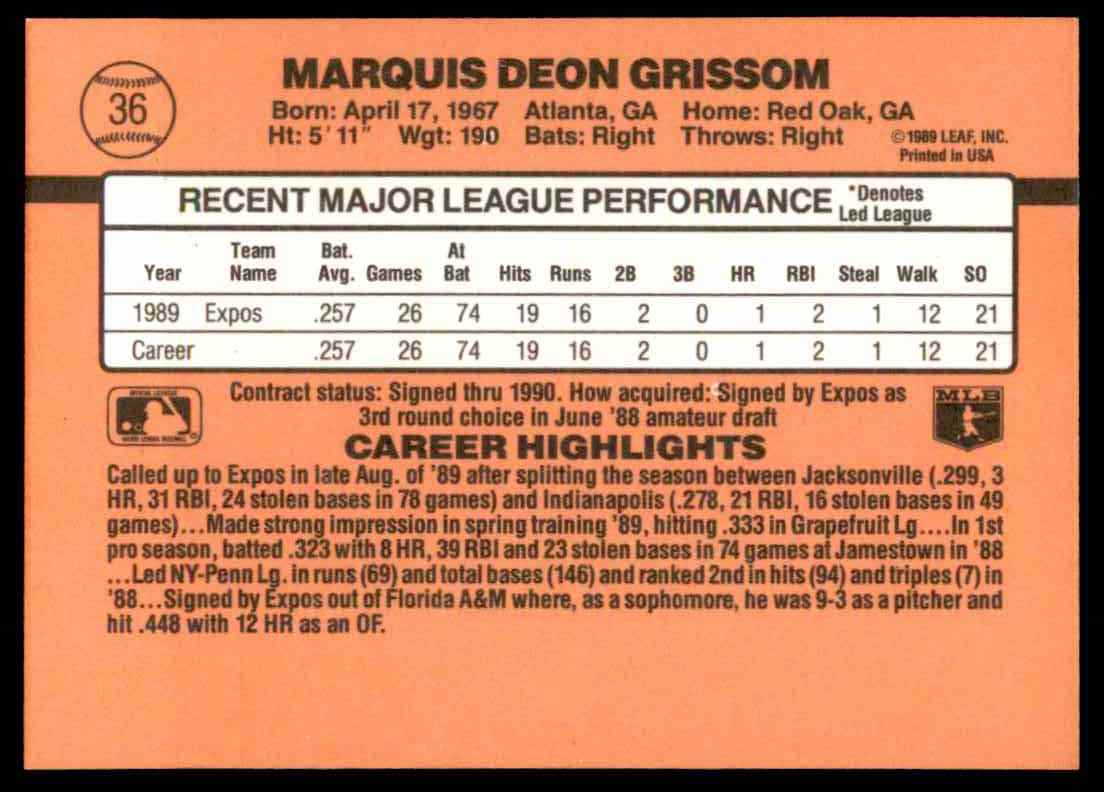 36
MARQUIS DEON GRISSOM
Born: April 17, 1967 Atlanta, GA Home: Red Oak, GA
Ht: 5' 11" Wgt: 190 Bats: Right Throws: Right
©1989 LEAF, INC.
Printed in USA
RECENT MAJOR LEAGUE PERFORMANCE
*Denotes
Led League
Year Team Name Bat. Avg. Games At Bat Hits Runs 2B 3B HR RBI Steal Walk SO
1989 Expos .257 26 74 19 16 2 0 1 2 1 12 21
Career .257 26 74 19 16 2 0 1 2 1 12 21
Contract status: Signed thru 1990. How acquired: Signed by Expos as
3rd round choice in June '88 amateur draft
MLB
CAREER HIGHLIGHTS
Called up to Expos in late Aug. of '89 after splitting the season between Jacksonville (.299, 3
HR, 31 RBI, 24 stolen bases in 78 games) and Indianapolis (.278, 21 RBI, 16 stolen bases in 49
games)...Made strong impression in spring training '89, hitting .333 in Grapefruit Lg....In 1st
pro season, batted .323 with 8 HR, 39 RBI and 23 stolen bases in 74 games at Jamestown in '88
...Led NY-Penn Lg. in runs (69) and total bases (146) and ranked 2nd in hits (94) and triples (7) in
'88...Signed by Expos out of Florida A&M where, as a sophomore, he was 9-3 as a pitcher and
hit .448 with 12 HR as an OF.